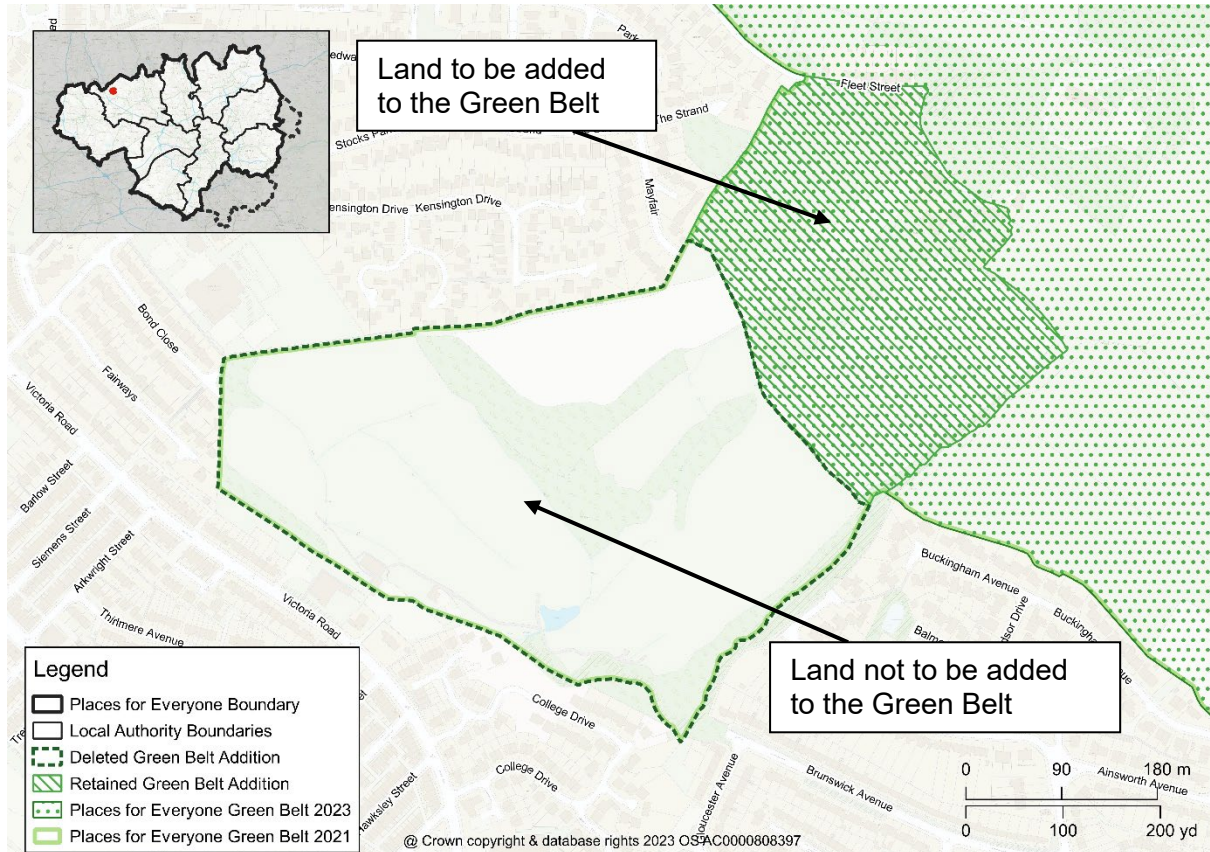 Land to be added
to the Green Belt
Fleet Street
The Strand
Mayfair
Kensington Drive
Bond Close
Fairways
Victoria Road
Barlow Street
Siemens Street
Arkwright Street
Thirlmere Avenue
Victoria Road
Buckingham Avenue
Land not to be added
to the Green Belt
College Drive
College Drive
Brunswick Avenue
Ainsworth Avenue
Legend
Places for Everyone Boundary
Local Authority Boundaries
Deleted Green Belt Addition
Retained Green Belt Addition
Places for Everyone Green Belt 2023
Places for Everyone Green Belt 2021
0 90 180 m
0 100 200 yd
@ Crown copyright & database rights 2023 OS AC0000808397